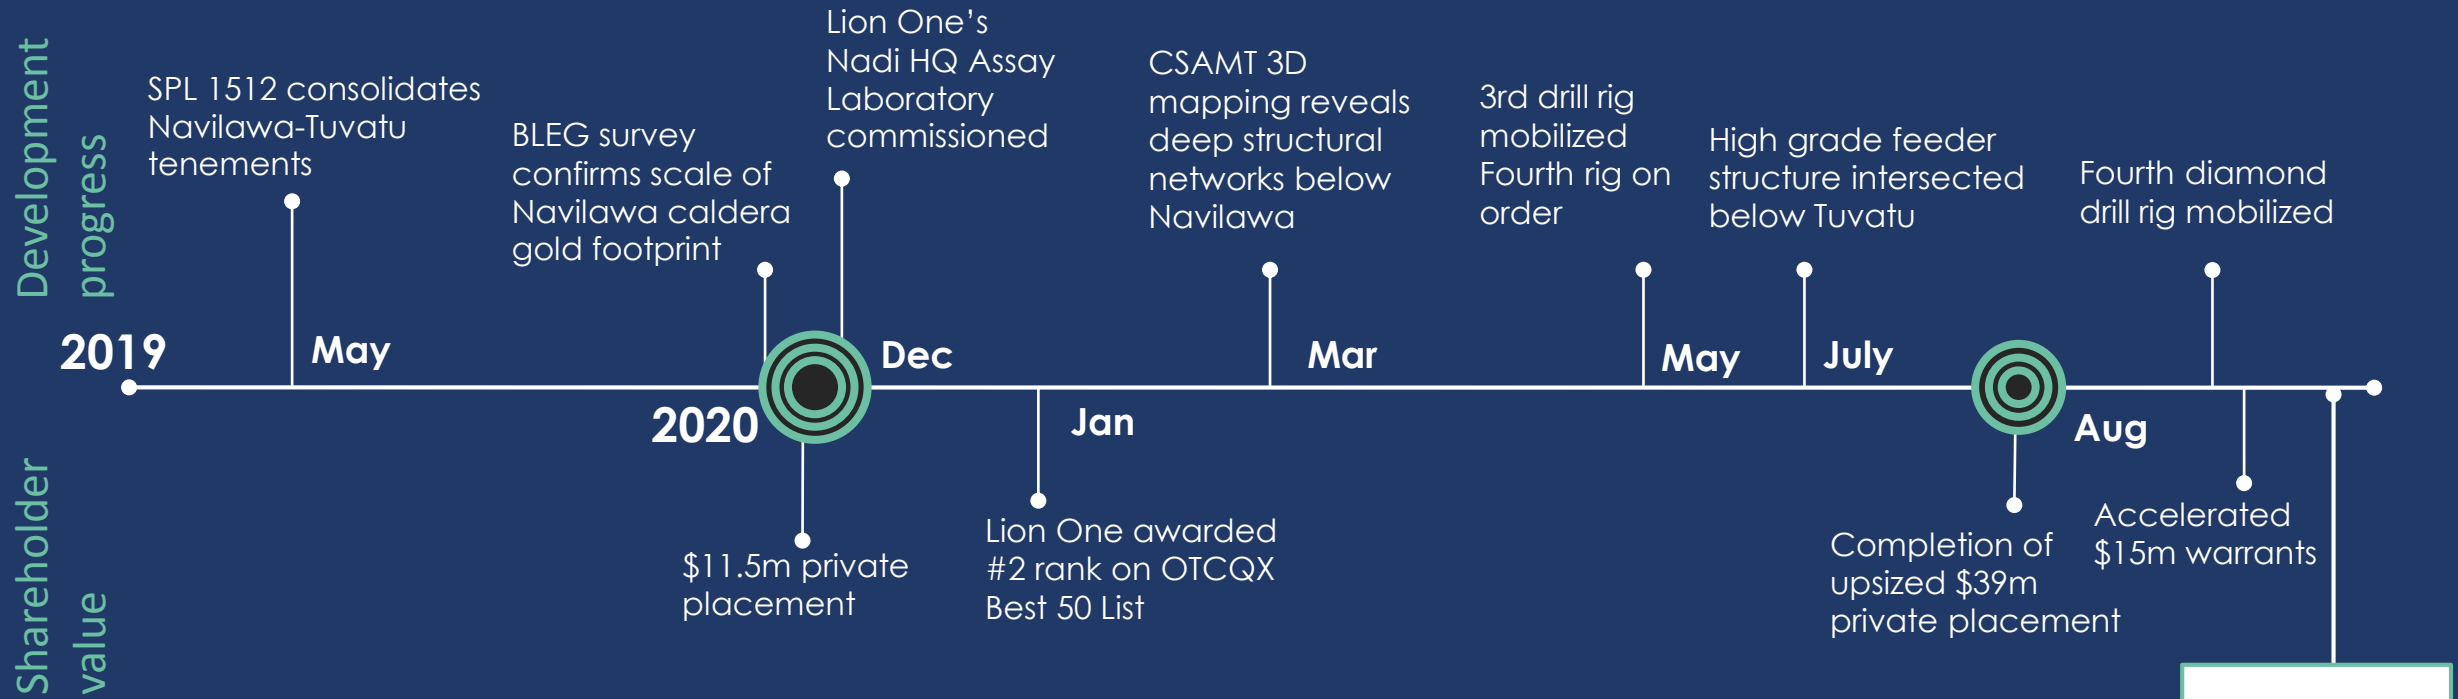 Development
progress
SPL 1512 consolidates
Navilawa-Tuvatu
tenements
BLEG survey
confirms scale of
Navilawa caldera
gold footprint
Lion One’s
Nadi HQ Assay
Laboratory
commissioned
CSAMT 3D
mapping reveals
deep structural
networks below
Navilawa
3rd drill rig
mobilized
Fourth rig on
order
High grade feeder
structure intersected
below Tuvatu
Fourth diamond
drill rig mobilized
2019
May
Dec
Mar
May
July
2020
Jan
Aug
Shareholder
value
$11.5m private
placement
Lion One awarded
#2 rank on OTCQX
Best 50 List
Completion of
upsized $39m
private placement
Accelerated
$15m warrants